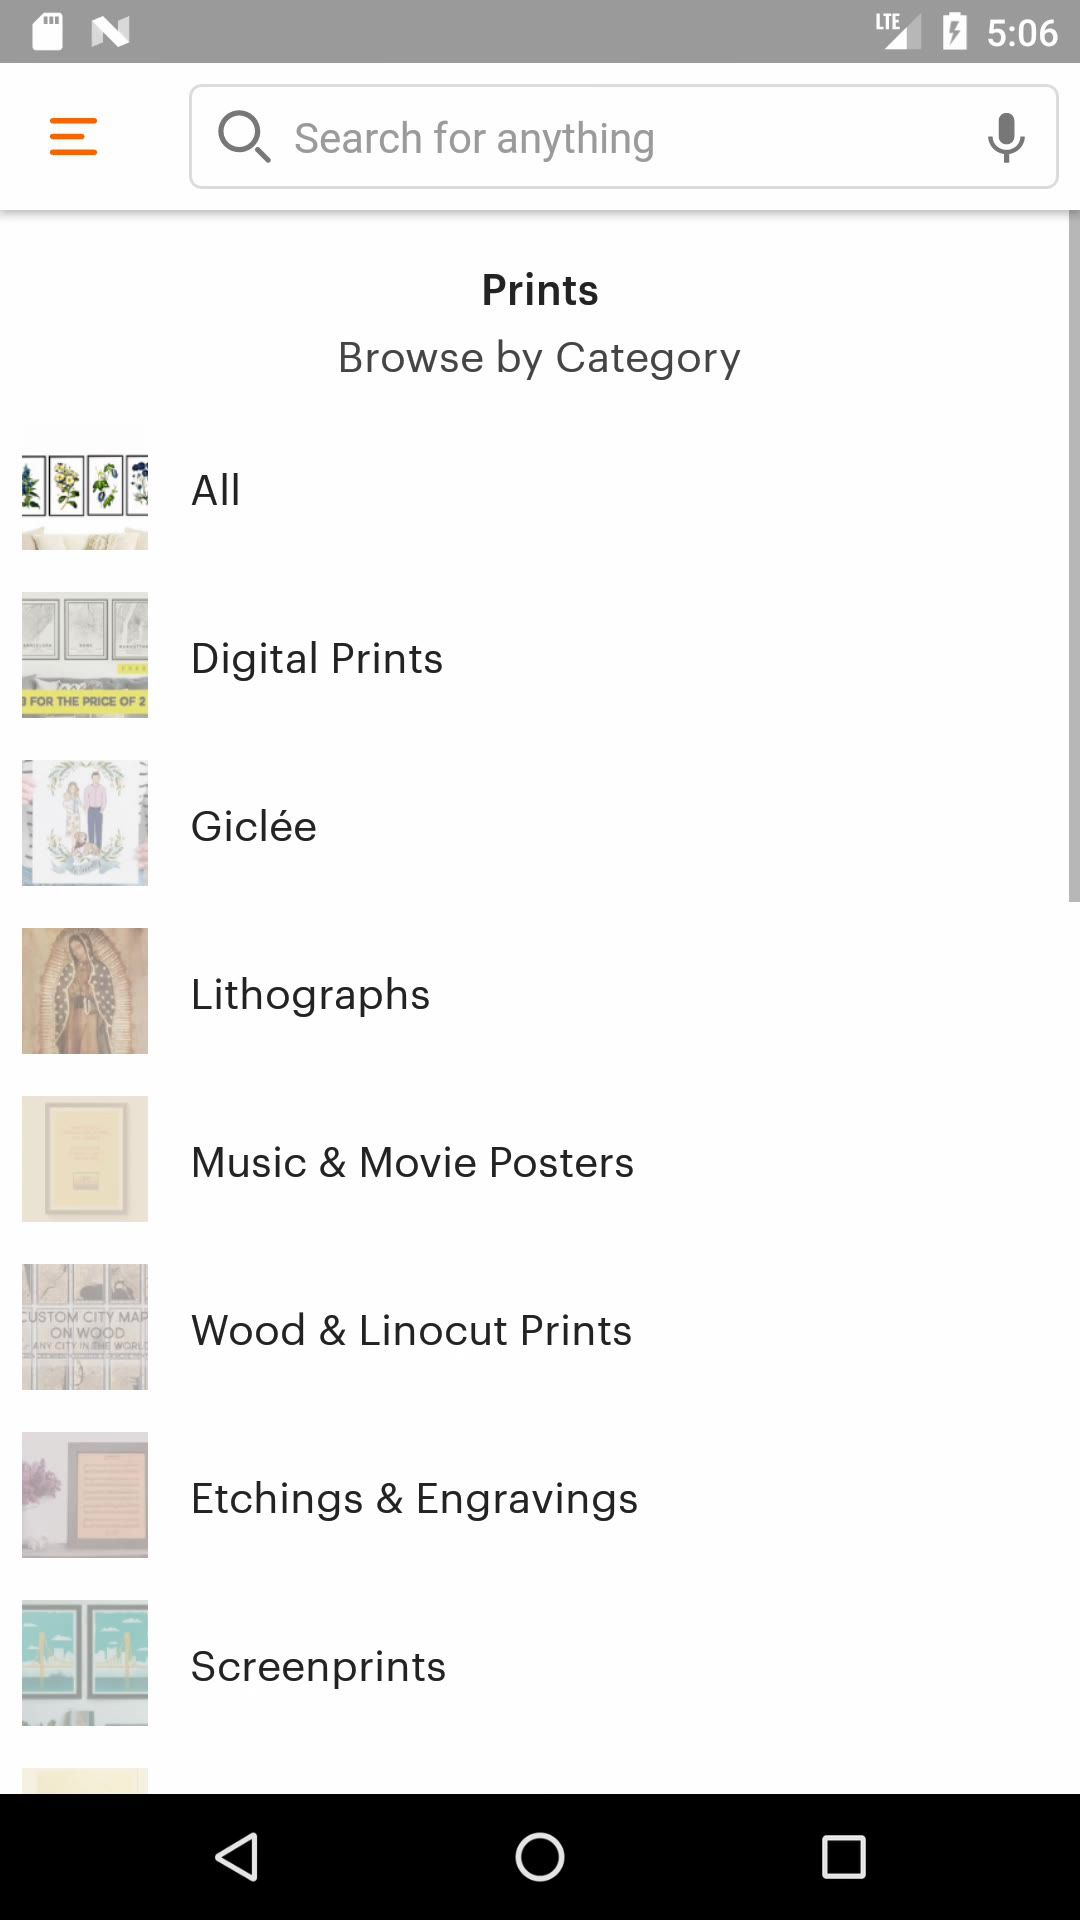 LTE 5:06
Search for anything
Prints
Browse by Category
All
Digital Prints
3 FOR THE PRICE OF 2
Giclée
Lithographs
Music & Movie Posters
CUSTOM CITY MAP
ON WOOD
- ANY CITY IN THE WORLD
Wood & Linocut Prints
Etchings & Engravings
Screenprints